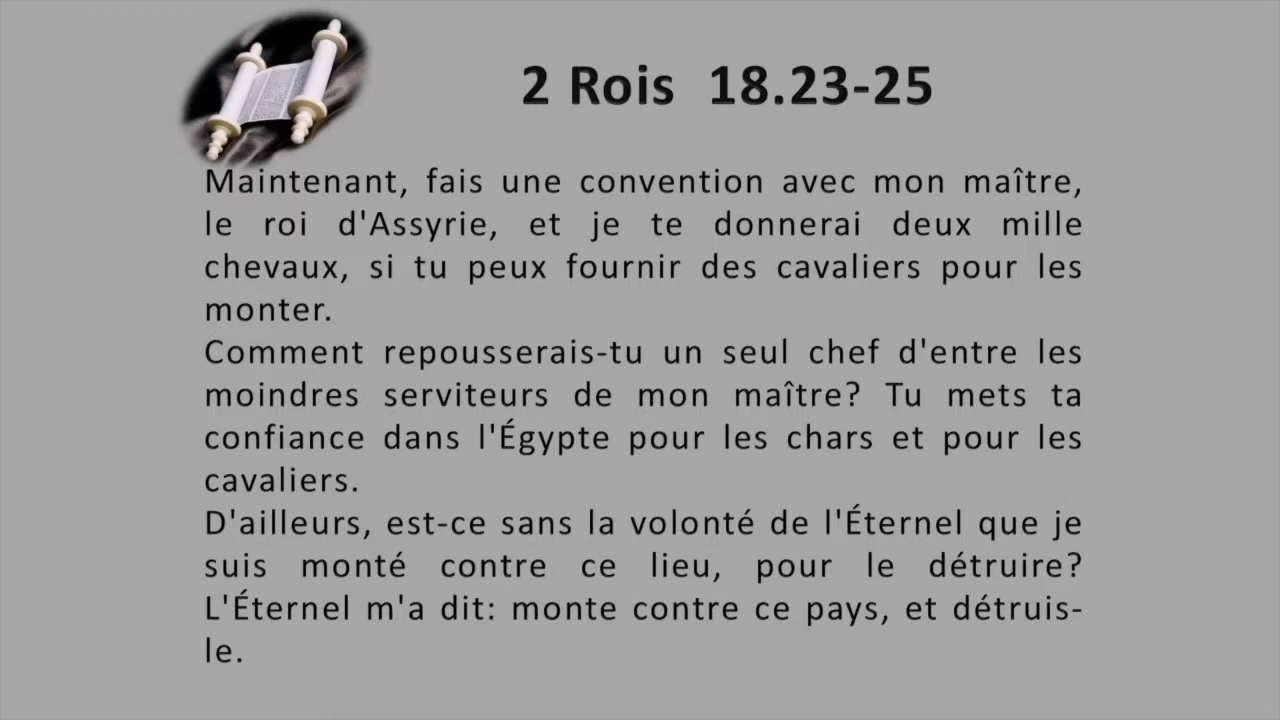 2 Rois 18.23-25
Maintenant, fais une convention avec mon maître,
le roi d'Assyrie, et je te donnerai deux mille
chevaux, si tu peux fournir des cavaliers pour les
monter.
Comment repousserais-tu un seul chef d'entre les
moindres serviteurs de mon maître? Tu mets ta
confiance dans l'Égypte pour les chars et pour les
cavaliers.
D'ailleurs, est-ce sans la volonté de l'Éternel que je
suis monté contre ce lieu, pour le détruire?
L'Éternel m'a dit: monte contre ce pays, et détruis-
le.